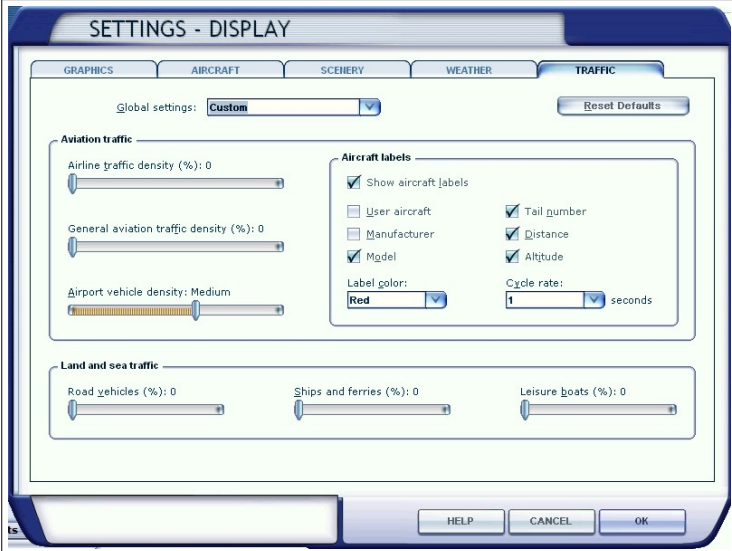 SETTINGS - DISPLAY
GRAPHICS AIRCRAFT SCENERY WEATHER TRAFFIC
Global settings: Custom Reset Defaults
Aviation traffic
Airline traffic density (%): 0
General aviation traffic density (%): 0
Airport vehicle density: Medium
Aircraft labels
Show aircraft labels
User aircraft Tail number
Manufacturer Distance
Model Altitude
Label color: Cycle rate:
Red 1 seconds
Land and sea traffic
Road vehicles (%): 0 Ships and ferries (%): 0 Leisure boats (%): 0
ts
HELP CANCEL OK